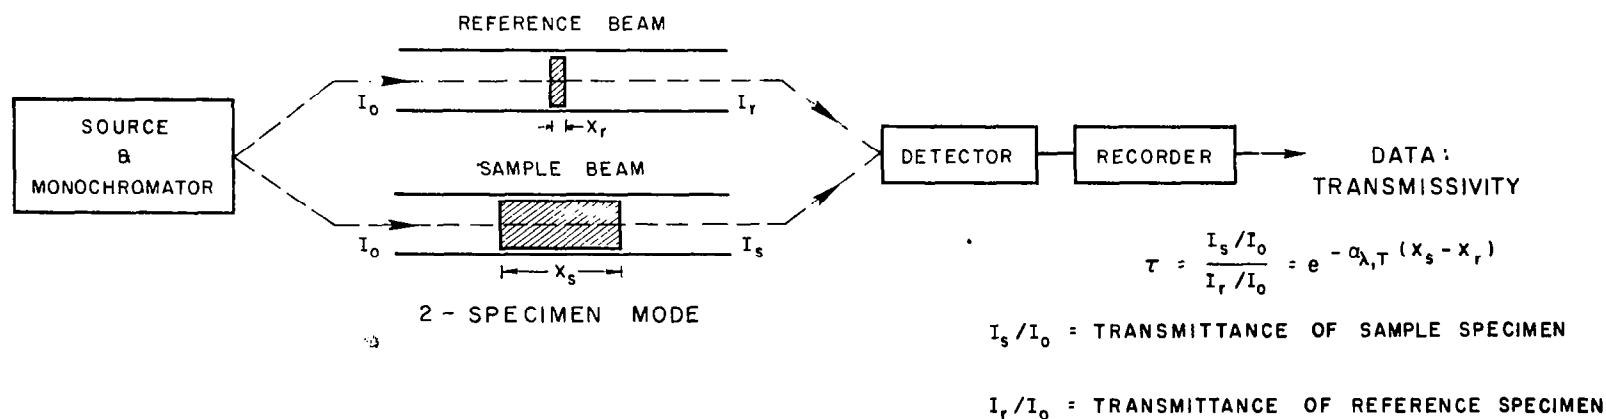 REFERENCE BEAM
I₀
Iᵣ
Xᵣ
SOURCE
&
MONOCHROMATOR
SAMPLE BEAM
I₀
Iₛ
Xₛ
2 - SPECIMEN MODE
DETECTOR
RECORDER
DATA:
TRANSMISSIVITY
τ = (Iₛ/I₀)/(Iᵣ/I₀) = e^(-α_λ,T (Xₛ - Xᵣ))
Iₛ/I₀ = TRANSMITTANCE OF SAMPLE SPECIMEN
Iᵣ/I₀ = TRANSMITTANCE OF REFERENCE SPECIMEN